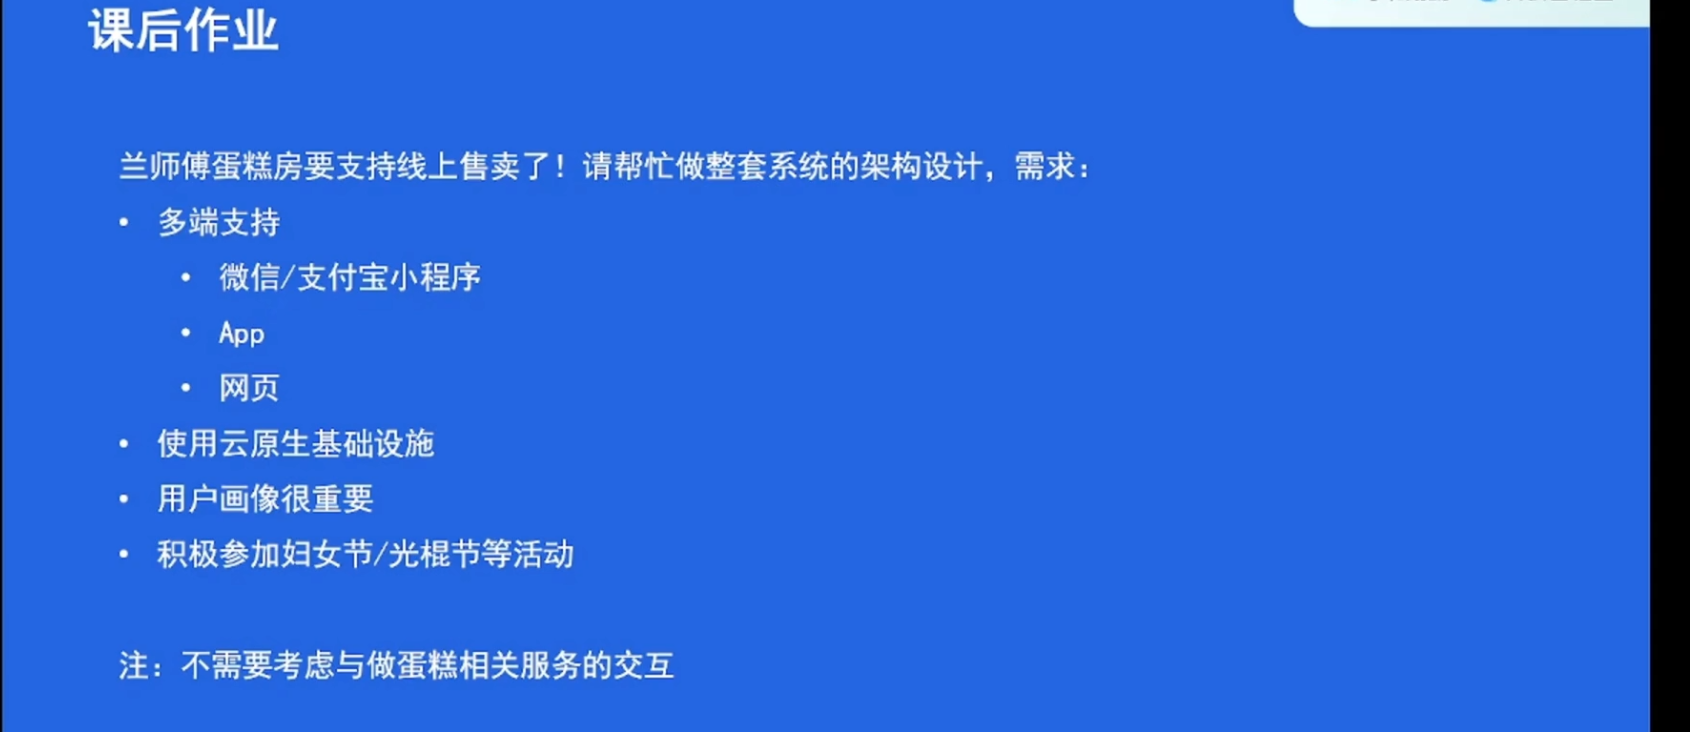 课后作业
兰师傅蛋糕房要支持线上售卖了！请帮忙做整套系统的架构设计，需求：
• 多端支持
• 微信/支付宝小程序
• App
• 网页
• 使用云原生基础设施
• 用户画像很重要
• 积极参加妇女节/光棍节等活动
注：不需要考虑与做蛋糕相关服务的交互